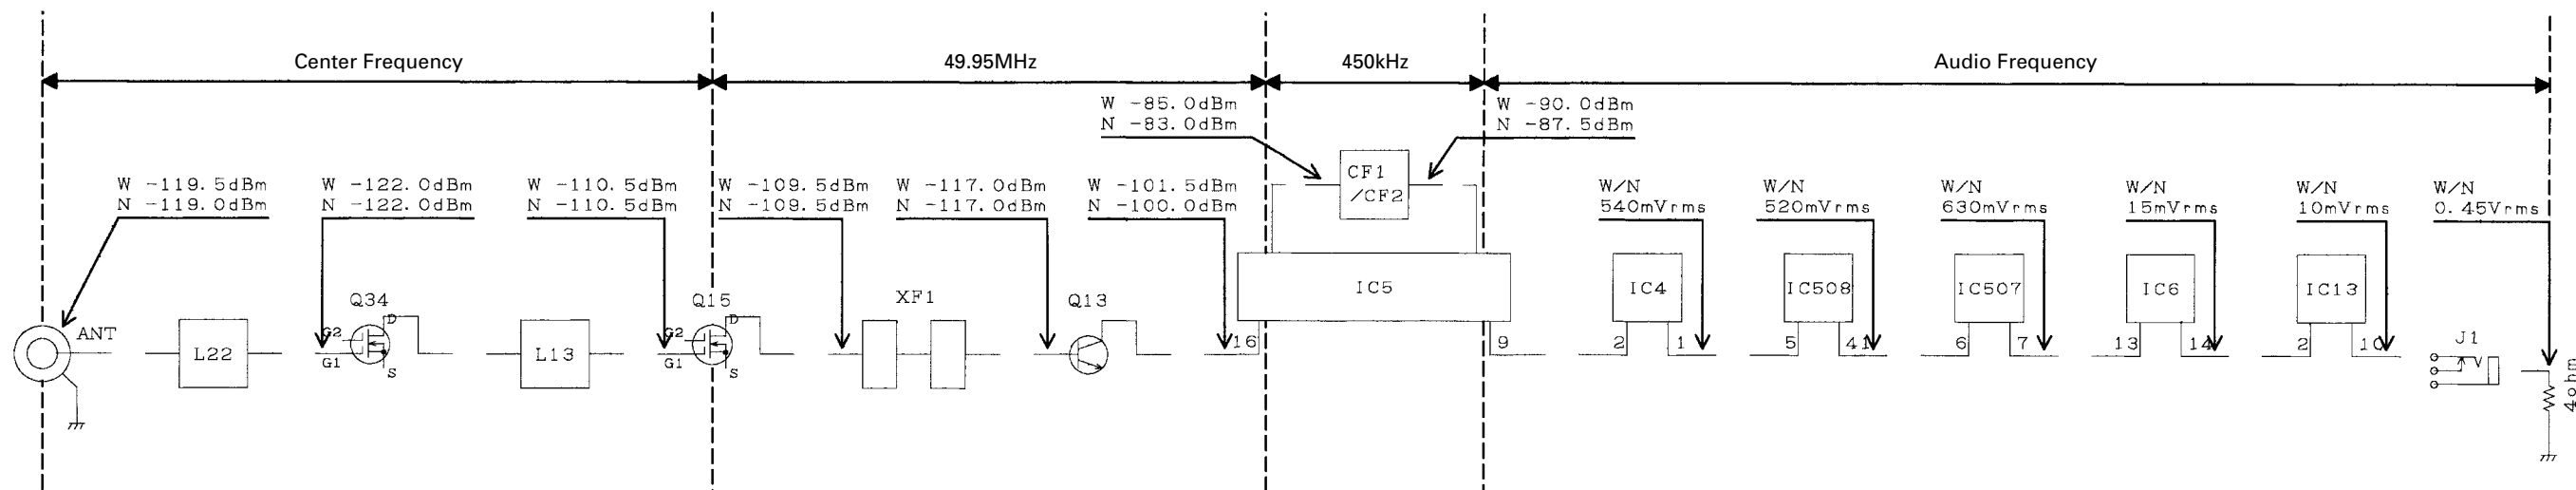 Center Frequency
49.95MHz
450kHz
Audio Frequency
W -85.0dBm
N -83.0dBm
W -90.0dBm
N -87.5dBm
CF1
/CF2
W -119.5dBm
N -119.0dBm
W -122.0dBm
N -122.0dBm
W -110.5dBm
N -110.5dBm
W -109.5dBm
N -109.5dBm
W -117.0dBm
N -117.0dBm
W -101.5dBm
N -100.0dBm
W/N
540mVrms
W/N
520mVrms
W/N
630mVrms
W/N
15mVrms
W/N
10mVrms
W/N
0.45Vrms
ANT
L22
Q34
G2
D
G1
S
L13
Q15
G2
D
G1
S
XF1
Q13
16
IC5
9
IC4
2
1
IC508
5
41
IC507
6
7
IC6
13
14
IC13
2
10
J1
4ohm